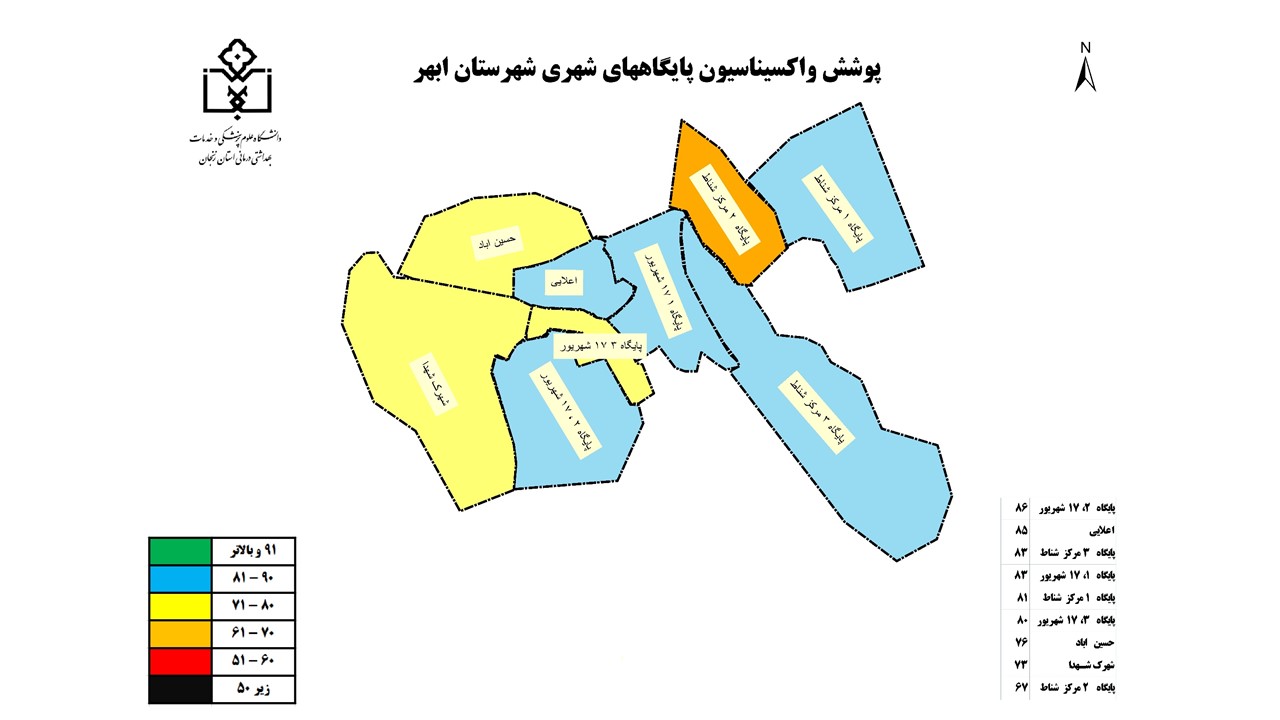 پوشش واکسیناسیون پایگاههای شهری شهرستان ابهر
N
دانشگاه علوم پزشکی و خدمات
بهداشتی درمانی استان زنجان
پایگاه ۱ مرکز شناط
پایگاه ۲ مرکز شناط
حسین اباد
اعلایی
پایگاه ۱ ۱۷ شهریور
پایگاه ۳ ۱۷ شهریور
شهرک شهدا
پایگاه ۲ ، ۱۷ شهریور
پایگاه ۳ مرکز شناط
پایگاه ۲، ۱۷ شهریور ۸۶
اعلایی ۸۵
پایگاه ۳ مرکز شناط ۸۳
پایگاه ۱، ۱۷ شهریور ۸۳
پایگاه ۱ مرکز شناط ۸۱
پایگاه ۳، ۱۷ شهریور ۸۰
حسین اباد ۷۶
شهرک شـهدا ۷۳
پایگاه ۲ مرکز شناط ۶۷
۹۱ و بالاتر
۸۱ – ۹۰
۷۱ – ۸۰
۶۱ – ۷۰
۵۱ – ۶۰
زیر ۵۰